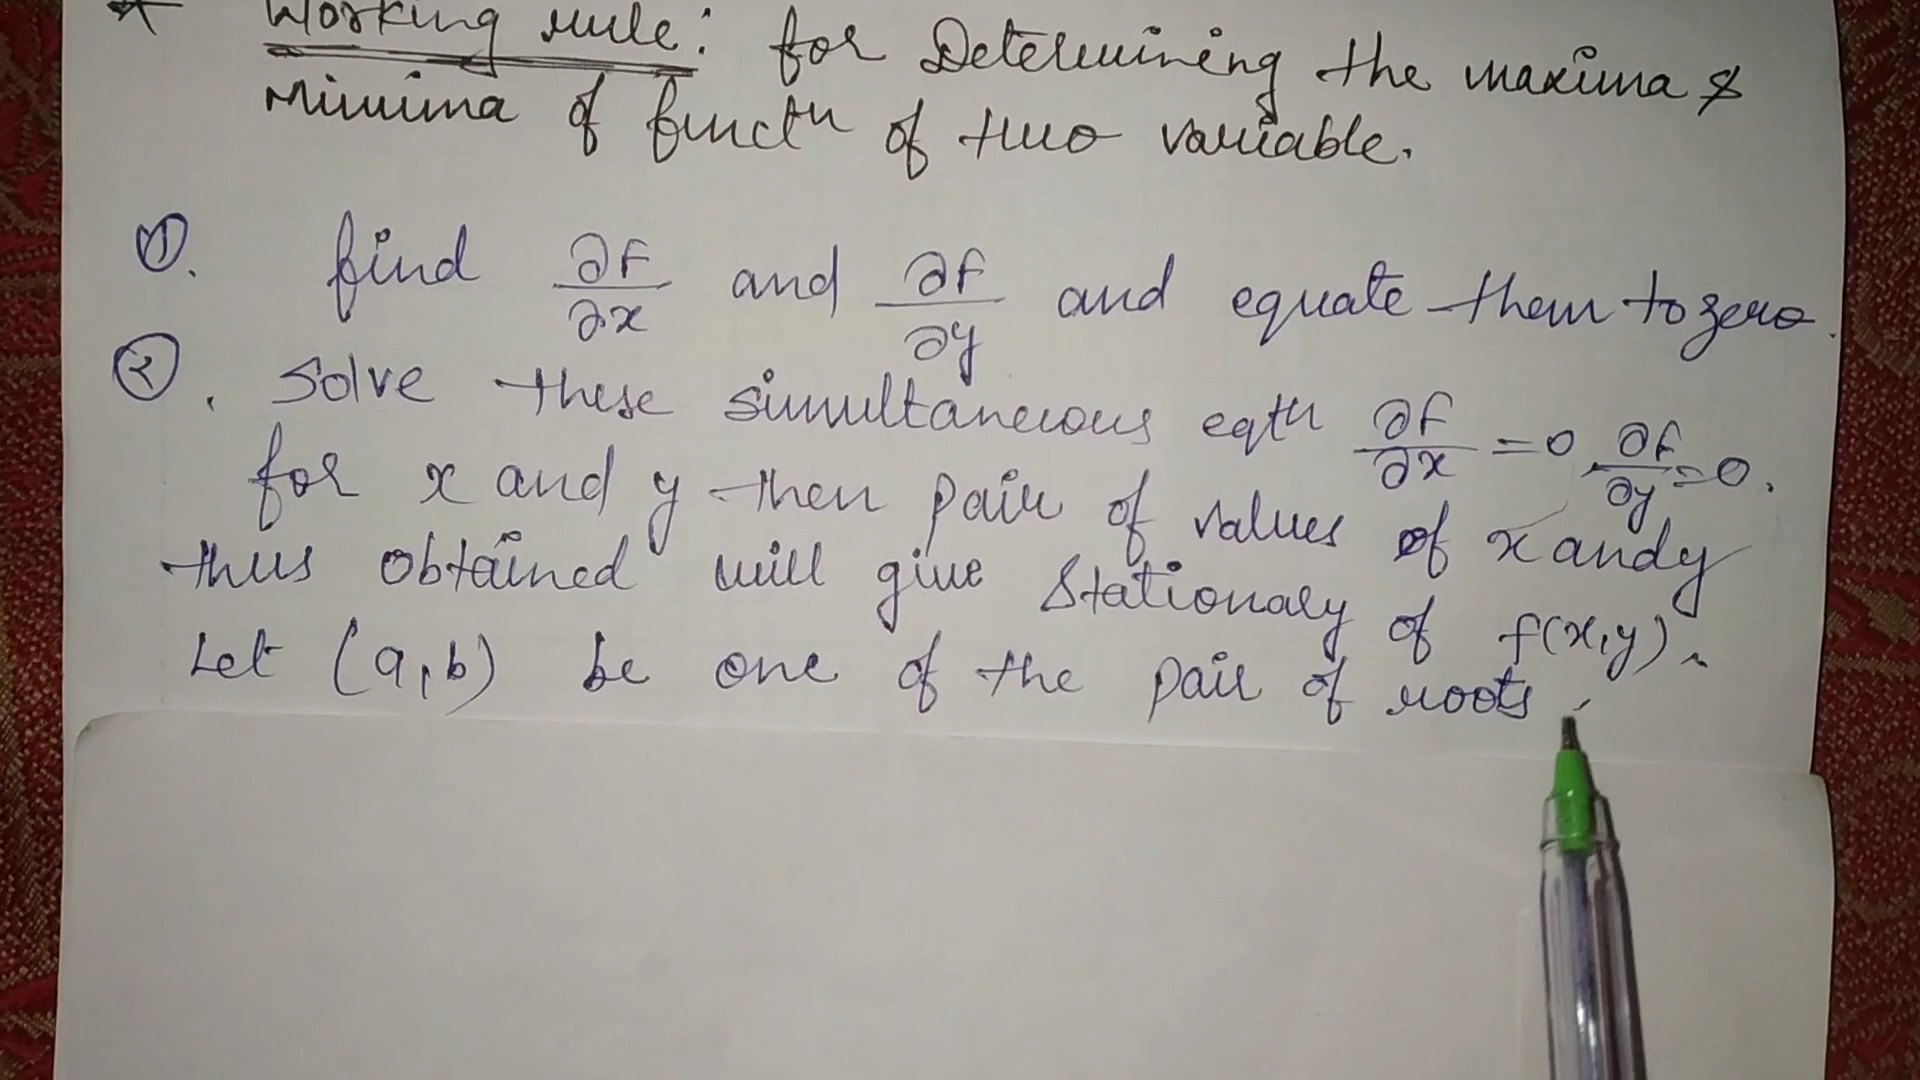 * Working rule: for Determining the maxima &
minima of functn of two variable.
①. find ∂f/∂x and ∂f/∂y and equate them to zero.
②. Solve these simultaneous eqtn ∂f/∂x = 0, ∂f/∂y = 0.
for x and y then pair of values of x and y
thus obtained will give stationary of f(x,y).
Let (a,b) be one of the pair of roots